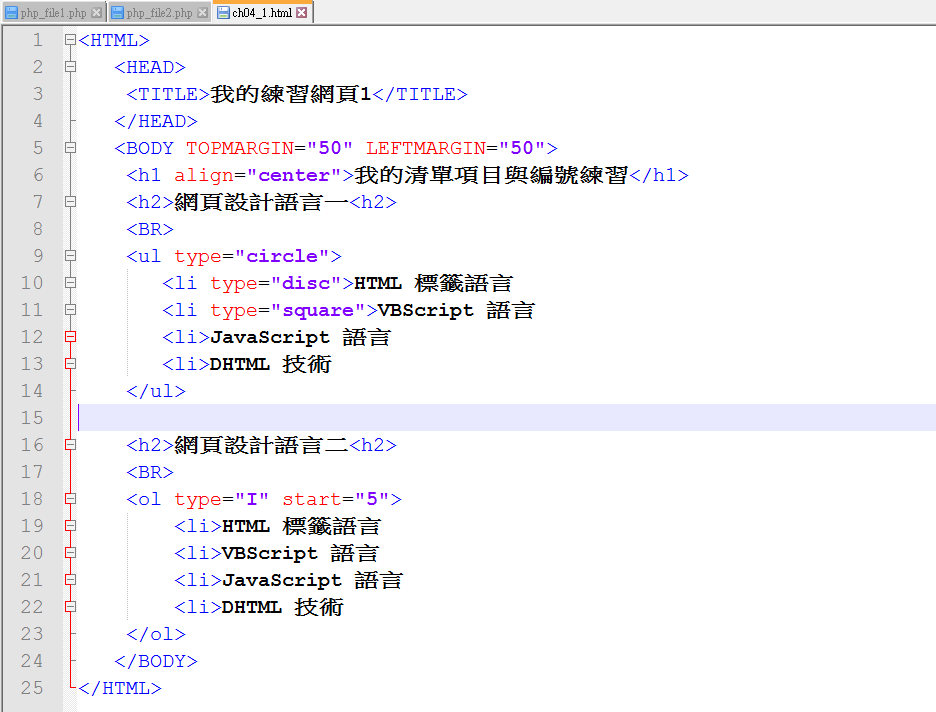 php_file1.php php_file2.php ch04_1.html
1 <HTML>
2 <HEAD>
3 <TITLE>我的練習網頁1</TITLE>
4 </HEAD>
5 <BODY TOPMARGIN="50" LEFTMARGIN="50">
6 <h1 align="center">我的清單項目與編號練習</h1>
7 <h2>網頁設計語言一<h2>
8 <BR>
9 <ul type="circle">
10 <li type="disc">HTML 標籤語言
11 <li type="square">VBScript 語言
12 <li>JavaScript 語言
13 <li>DHTML 技術
14 </ul>
15
16 <h2>網頁設計語言二<h2>
17 <BR>
18 <ol type="I" start="5">
19 <li>HTML 標籤語言
20 <li>VBScript 語言
21 <li>JavaScript 語言
22 <li>DHTML 技術
23 </ol>
24 </BODY>
25 </HTML>